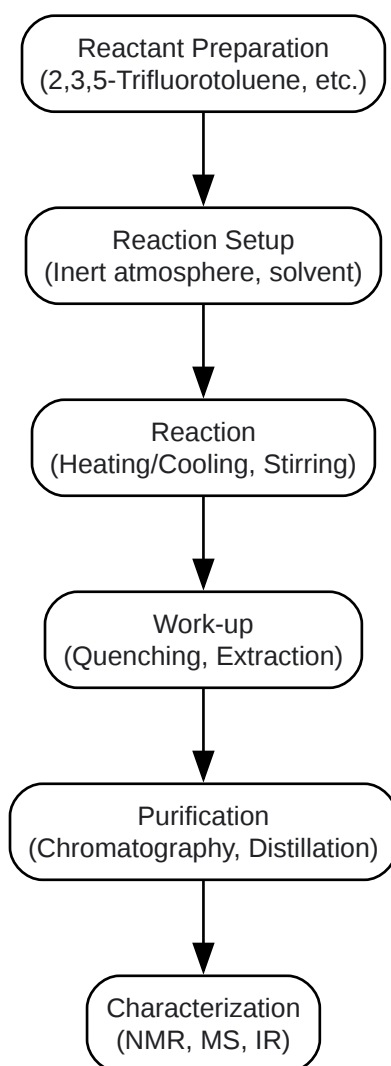 Reactant Preparation
(2,3,5-Trifluorotoluene, etc.)
Reaction Setup
(Inert atmosphere, solvent)
Reaction
(Heating/Cooling, Stirring)
Work-up
(Quenching, Extraction)
Purification
(Chromatography, Distillation)
Characterization
(NMR, MS, IR)